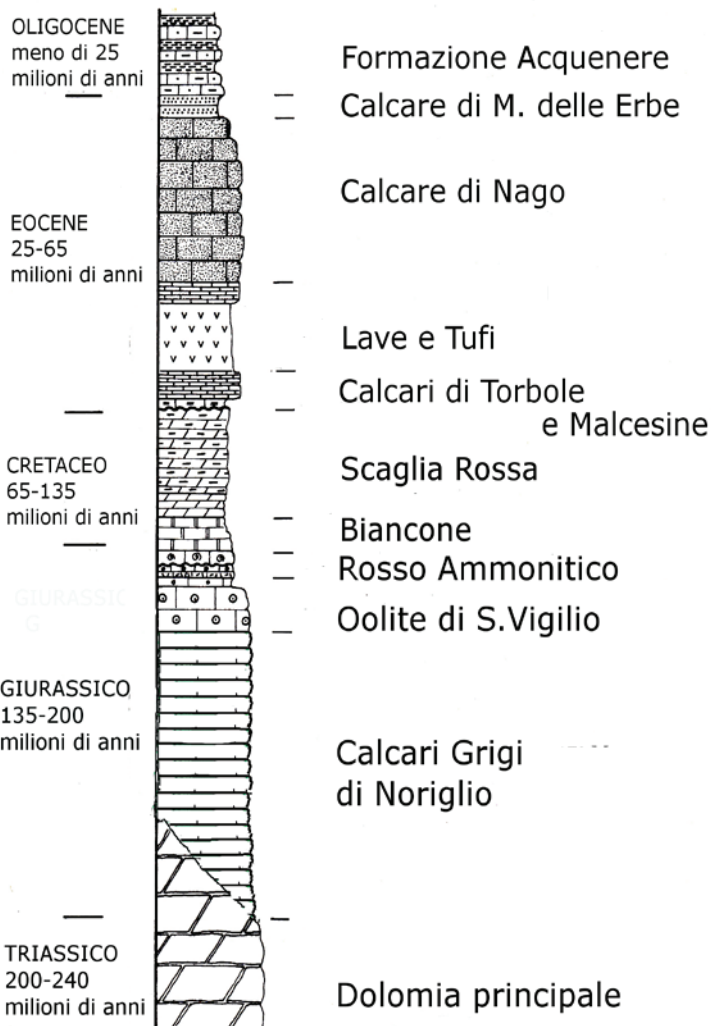 OLIGOCENE
meno di 25
milioni di anni
Formazione Acquenere
Calcare di M. delle Erbe
Calcare di Nago
EOCENE
25-65
milioni di anni
Lave e Tufi
Calcari di Torbole
e Malcesine
CRETACEO
65-135
milioni di anni
Scaglia Rossa
Biancone
Rosso Ammonitico
GIURASSIC
G
Oolite di S.Vigilio
GIURASSICO
135-200
milioni di anni
Calcari Grigi
di Noriglio
TRIASSICO
200-240
milioni di anni
Dolomia principale